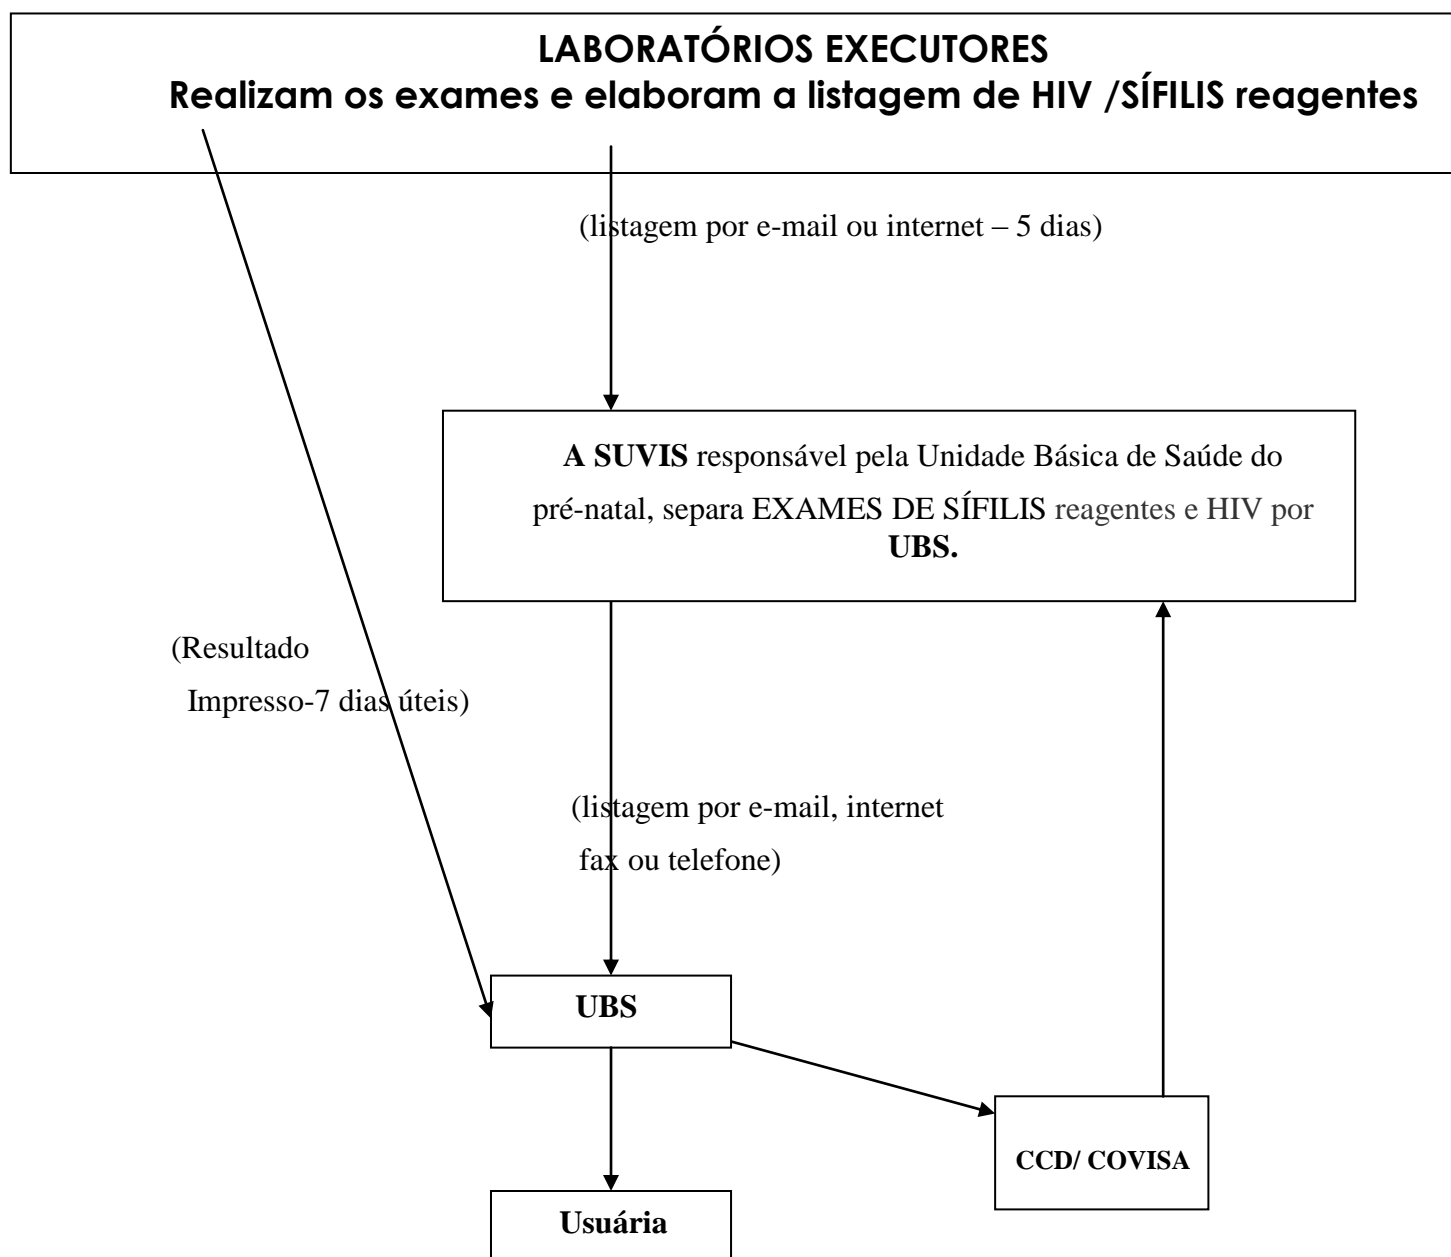 LABORATÓRIOS EXECUTORES
Realizam os exames e elaboram a listagem de HIV /SÍFILIS reagentes
(listagem por e-mail ou internet – 5 dias)
A SUVIS responsável pela Unidade Básica de Saúde do
pré-natal, separa EXAMES DE SÍFILIS reagentes e HIV por
UBS.
(Resultado
Impresso-7 dias úteis)
(listagem por e-mail, internet
fax ou telefone)
UBS
CCD/ COVISA
Usuária